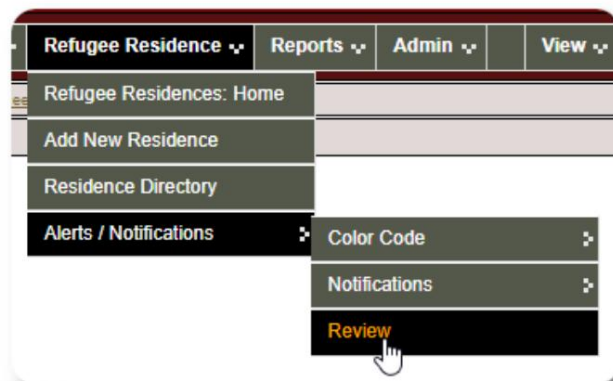 Refugee Residence Reports Admin View
Refugee Residences: Home
Add New Residence
Residence Directory
Alerts / Notifications
Color Code
Notifications
Review